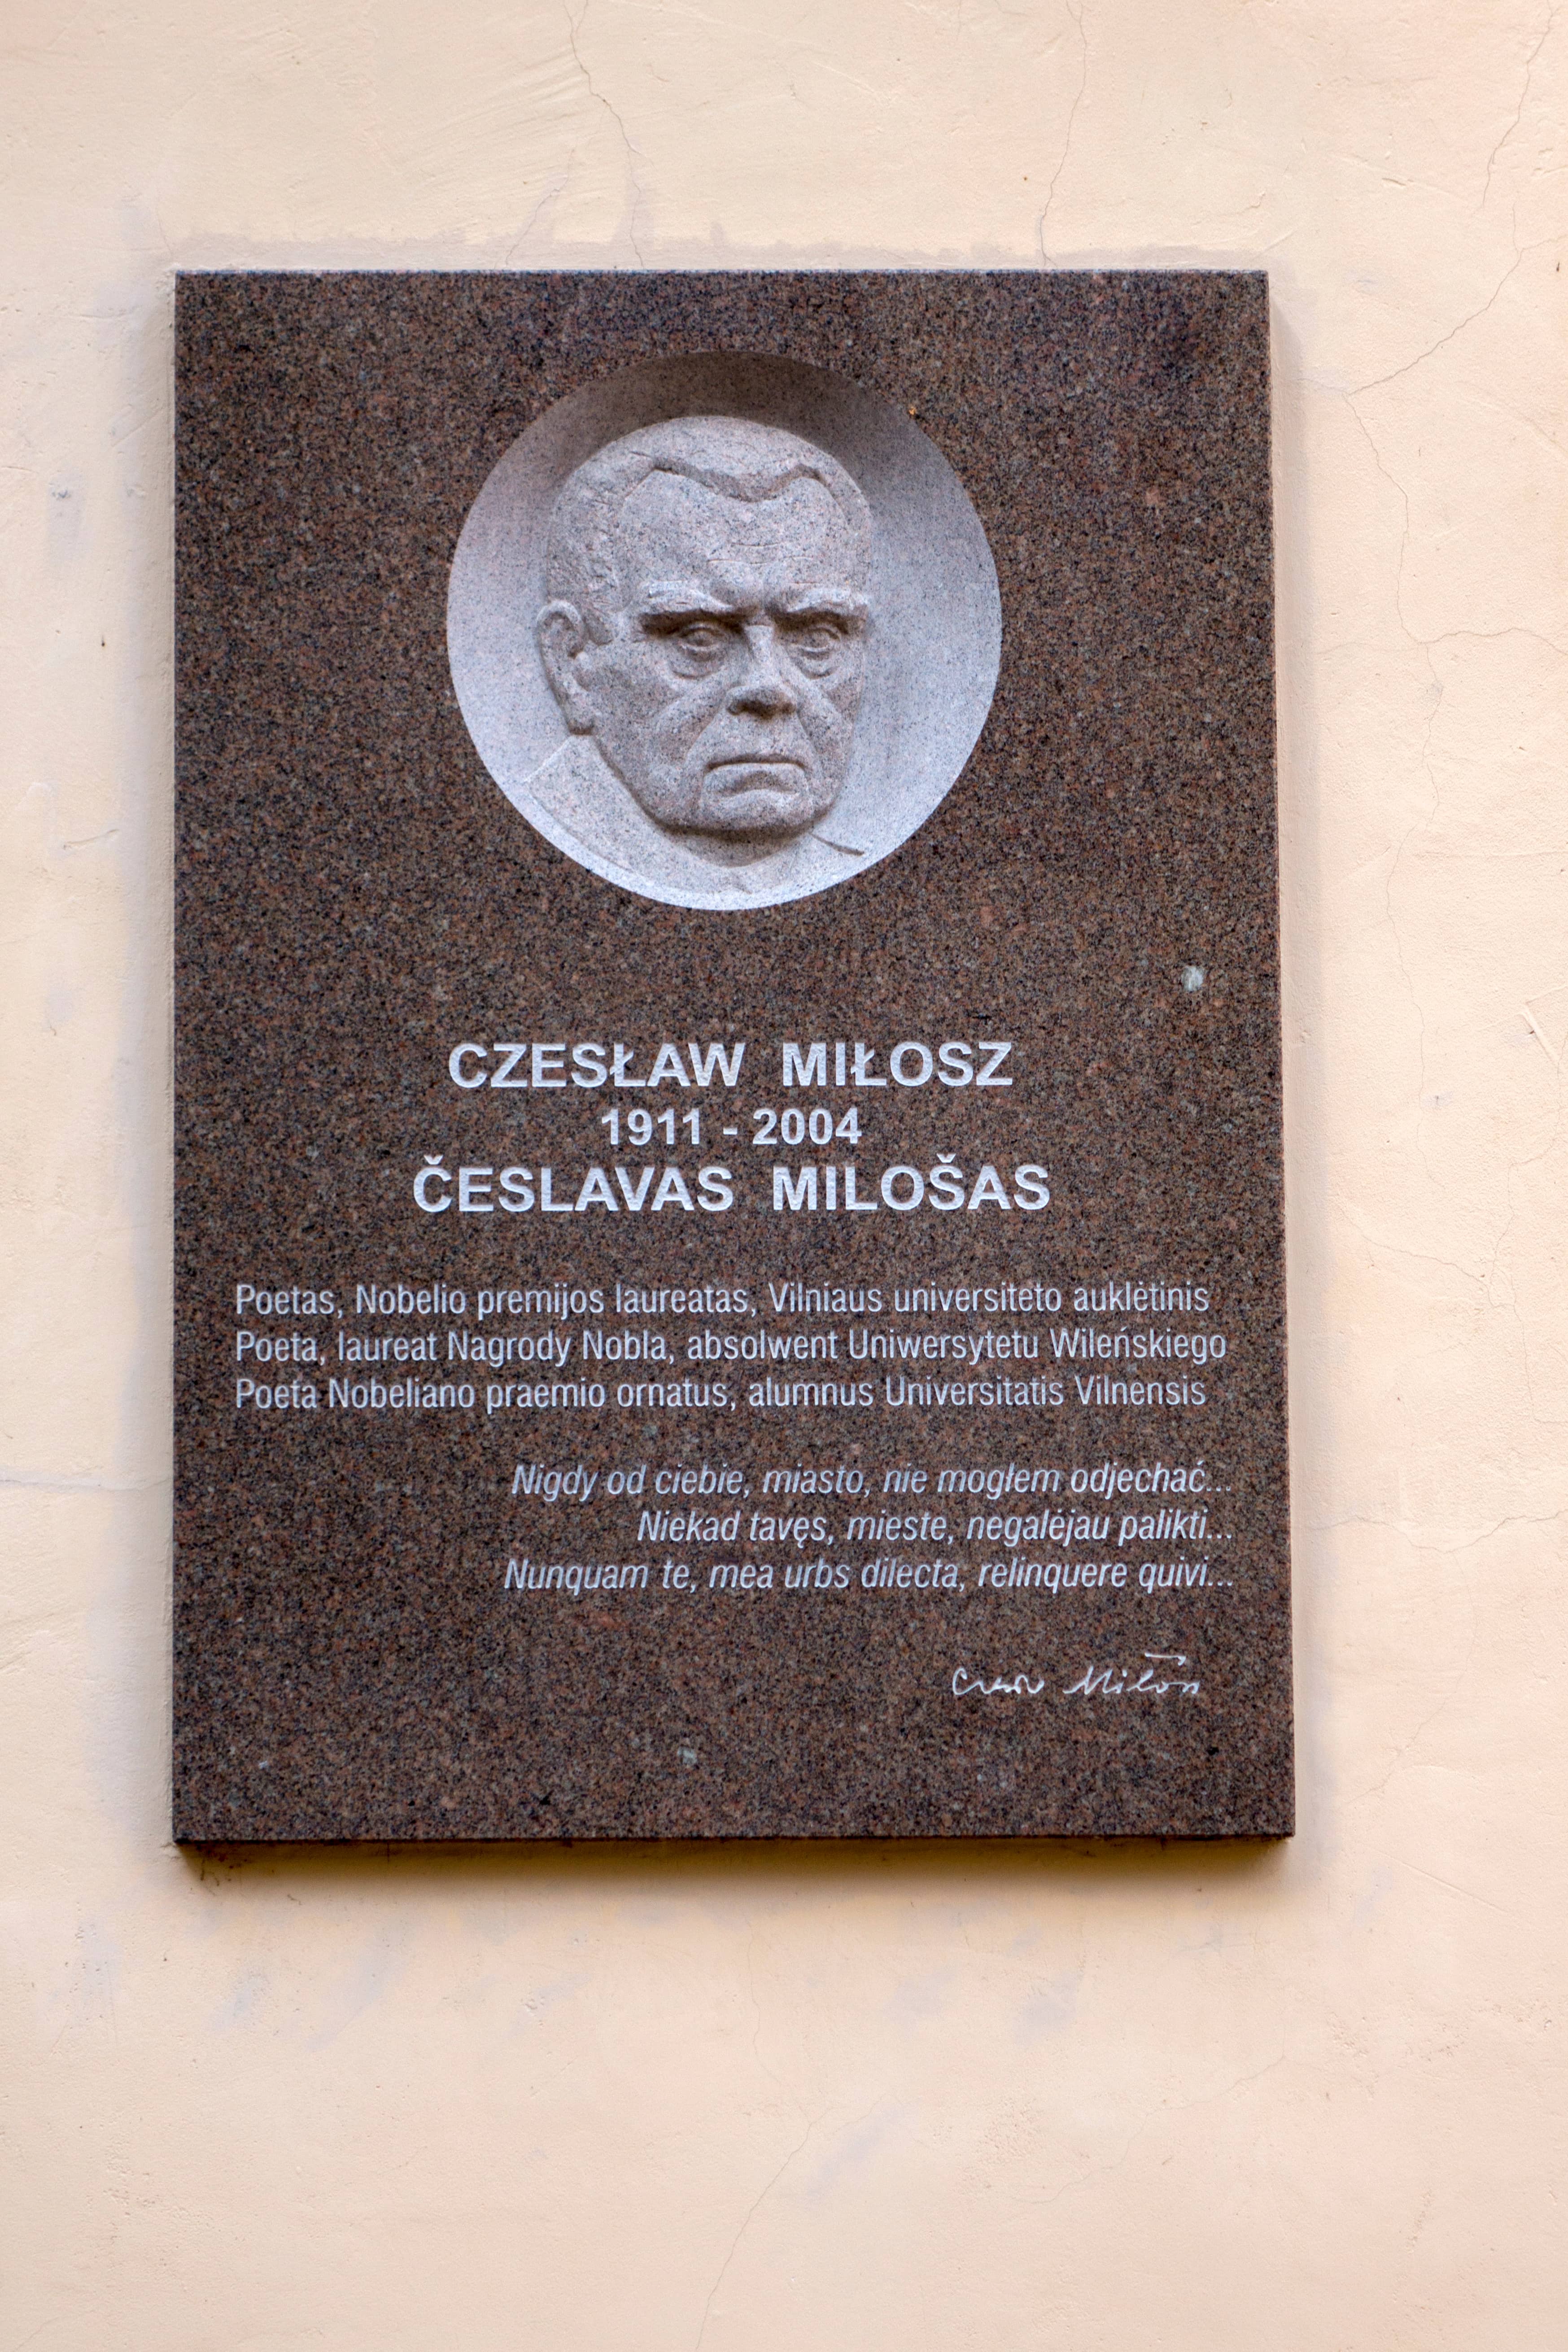 CZESŁAW MIŁOSZ
1911 - 2004
ČESLAVAS MILOŠAS
Poetas, Nobelio premijos laureatas, Vilniaus universiteto auklėtinis
Poeta, laureat Nagrody Nobla, absolwent Uniwersytetu Wileńskiego
Poeta Nobeliano praemio ornatus, alumnus Universitatis Vilnensis
Nigdy od ciebie, miasto, nie mogłem odjechać...
Niekad tavęs, mieste, negalėjau palikti...
Nunquam te, mea urbs dilecta, relinquere quivi...
Czesław Miłosz